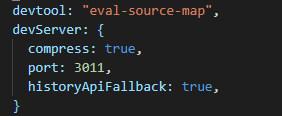 devtool: "eval-source-map",
devServer: {
  compress: true,
  port: 3011,
  historyApiFallback: true,
}